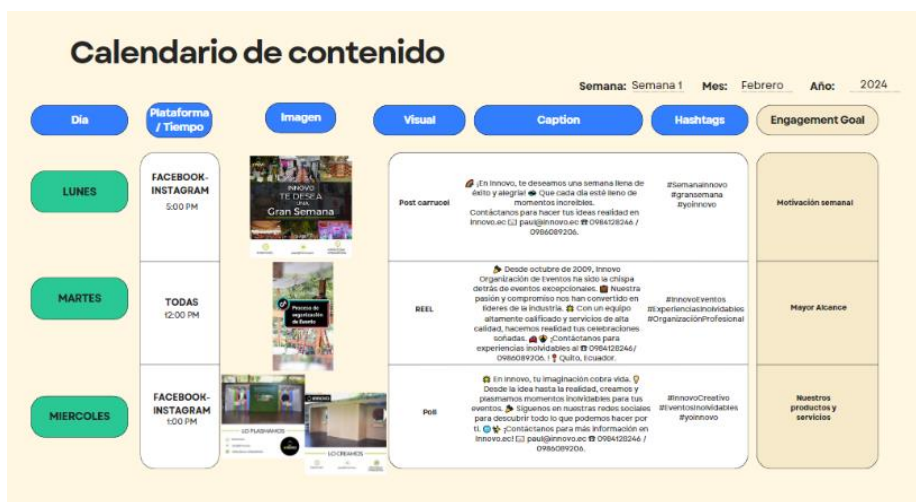 Calendario de contenido
Semana: Semana 1 Mes: Febrero Año: 2024
Día
Plataforma
/ Tiempo
Imagen
Visual
Caption
Hashtags
Engagement Goal
LUNES
FACEBOOK-
INSTAGRAM
5:00 PM
INNOVO
TE DESEA
UNA
Gran Semana
Post carrucel
¡En Innovo, te deseamos una semana llena de
éxito y alegría! Que cada día esté lleno de
momentos increíbles.
Contáctanos para hacer tus ideas realidad en
innovo.ec paul@innovo.ec 0984128246 /
0986089206.
#SemanaInnovo
#gransemana
#yoinnovo
Motivación semanal
MARTES
TODAS
12:00 PM
Proceso de
organización
de Evento
REEL
Desde octubre de 2009, Innovo
Organización de Eventos ha sido la chispa
detrás de eventos excepcionales. Nuestra
pasión y compromiso nos han convertido en
líderes de la industria. Con un equipo
altamente calificado y servicios de alta
calidad, hacemos realidad tus celebraciones
soñadas. ¡Contáctanos para
experiencias inolvidables al 0984128246/
0986089206. ! Quito, Ecuador.
#InnovoEventos
#ExperienciasInolvidables
#OrganizaciónProfesional
Mayor Alcance
MIERCOLES
FACEBOOK-
INSTAGRAM
1:00 PM
LO PLASMAMOS
INNOVO
LO CREAMOS
Poll
En Innovo, tu imaginación cobra vida.
Desde la idea hasta la realidad, creamos y
plasmamos momentos inolvidables para tus
eventos. Síguenos en nuestras redes sociales
para descubrir todo lo que podemos hacer por
ti. ¡Contáctanos para más información en
innovo.ec! paul@innovo.ec 0984128246 /
0986089206.
#InnovoCreativo
#EventosInolvidables
#yoinnovo
Nuestros
productos y
servicios